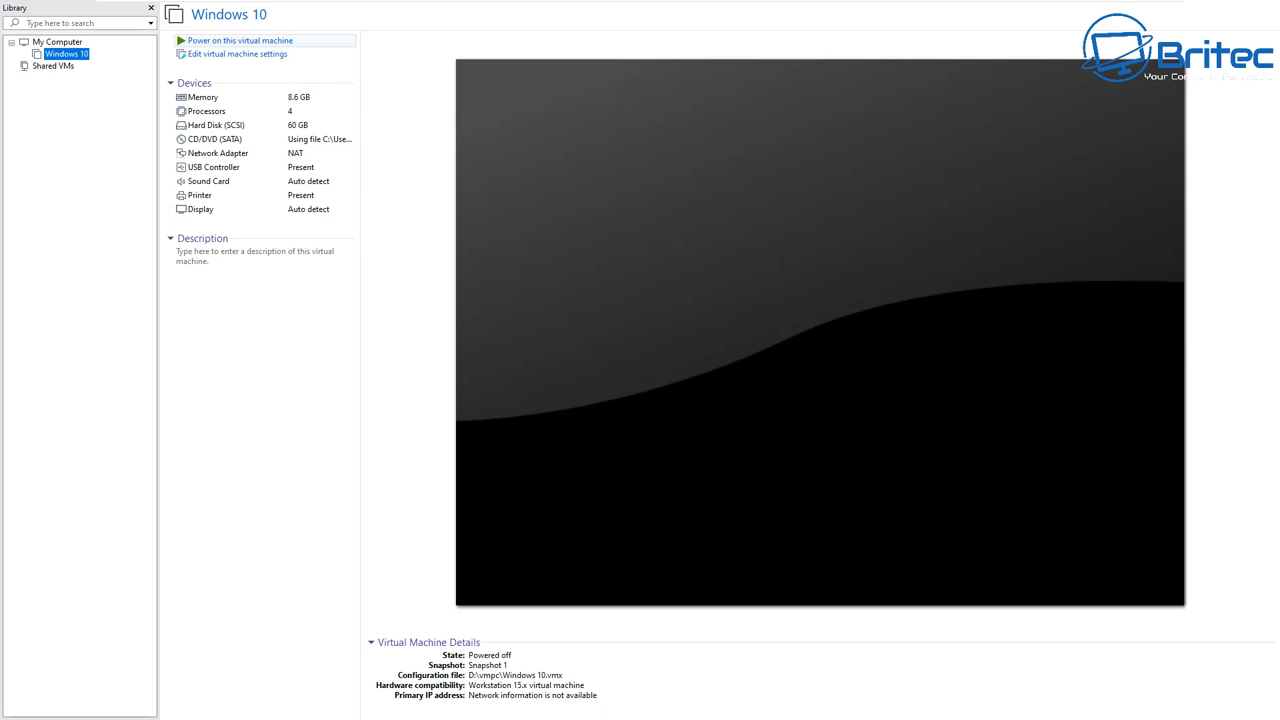 Library
Type here to search
My Computer
Windows 10
Shared VMs
Windows 10
Power on this virtual machine
Edit virtual machine settings
Devices
Memory 8.6 GB
Processors 4
Hard Disk (SCSI) 60 GB
CD/DVD (SATA) Using file C:\Use...
Network Adapter NAT
USB Controller Present
Sound Card Auto detect
Printer Present
Display Auto detect
Description
Type here to enter a description of this virtual
machine.
Britec
Your Co
Virtual Machine Details
State: Powered off
Snapshot: Snapshot 1
Configuration file: D:\vmpc\Windows 10.vmx
Hardware compatibility: Workstation 15.x virtual machine
Primary IP address: Network information is not available